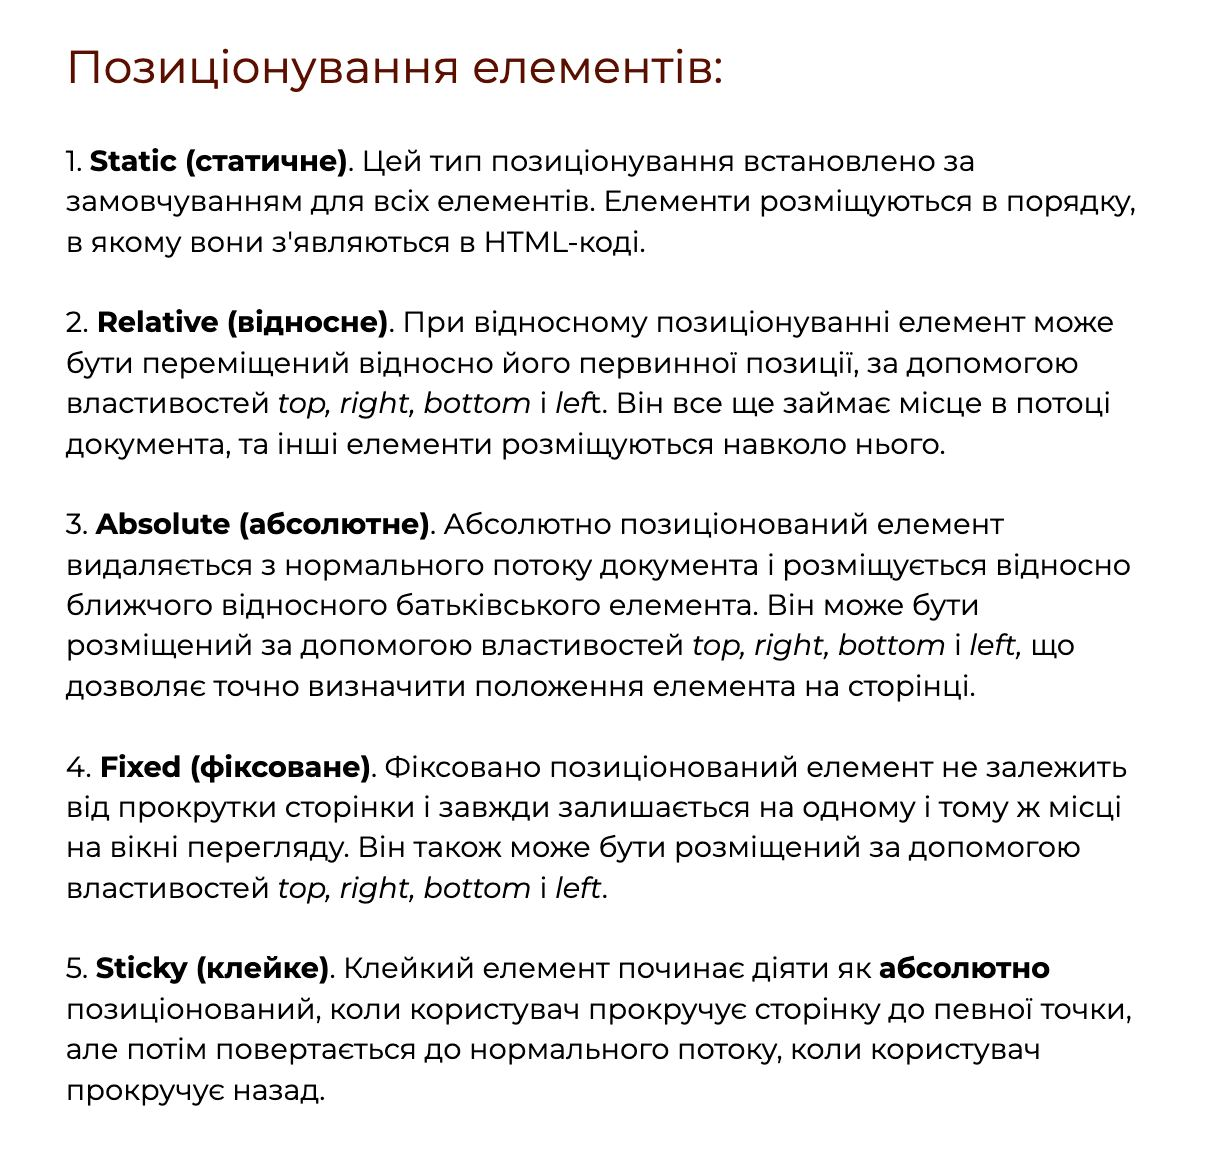 Позиціонування елементів:
1. Static (статичне). Цей тип позиціонування встановлено за
замовчуванням для всіх елементів. Елементи розміщуються в порядку,
в якому вони з'являються в HTML-коді.
2. Relative (відносне). При відносному позиціонуванні елемент може
бути переміщений відносно його первинної позиції, за допомогою
властивостей top, right, bottom і left. Він все ще займає місце в потоці
документа, та інші елементи розміщуються навколо нього.
3. Absolute (абсолютне). Абсолютно позиціонований елемент
видаляється з нормального потоку документа і розміщується відносно
ближчого відносного батьківського елемента. Він може бути
розміщений за допомогою властивостей top, right, bottom і left, що
дозволяє точно визначити положення елемента на сторінці.
4. Fixed (фіксоване). Фіксовано позиціонований елемент не залежить
від прокрутки сторінки і завжди залишається на одному і тому ж місці
на вікні перегляду. Він також може бути розміщений за допомогою
властивостей top, right, bottom і left.
5. Sticky (клейке). Клейкий елемент починає діяти як абсолютно
позиціонований, коли користувач прокручує сторінку до певної точки,
але потім повертається до нормального потоку, коли користувач
прокручує назад.